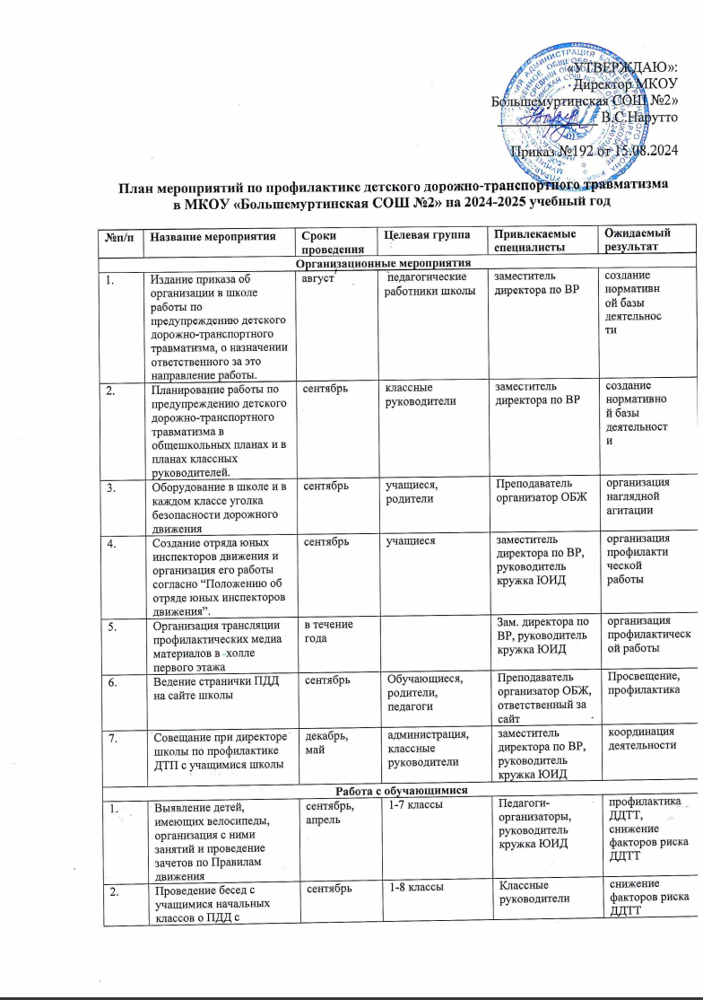 «УТВЕРЖДАЮ»:
Директор МКОУ
Большемуртинская СОШ №2»
В.С.Нарутто
Приказ №192 от 15.08.2024
План мероприятий по профилактике детского дорожно-транспортного травматизма
в МКОУ «Большемуртинская СОШ №2» на 2024-2025 учебный год
№п/п Название мероприятия Сроки проведения Целевая группа Привлекаемые специалисты Ожидаемый результат
Организационные мероприятия
1. Издание приказа об август педагогические заместитель создание
организации в школе работники школы директора по ВР нормативн
работы по ой базы
предупреждению детского деятельнос
дорожно-транспортного ти
травматизма, о назначении
ответственного за это
направление работы.
2. Планирование работы по сентябрь классные заместитель создание
предупреждению детского руководители директора по ВР нормативно
дорожно-транспортного й базы
травматизма в деятельност
общешкольных планах и в и
планах классных
руководителей.
3. Оборудование в школе и в сентябрь учащиеся, Преподаватель организация
каждом классе уголка родители организатор ОБЖ наглядной
безопасности дорожного агитации
движения
4. Создание отряда юных сентябрь учащиеся заместитель организация
инспекторов движения и директора по ВР, профилакти
организация его работы руководитель ческой
согласно “Положению об кружка ЮИД работы
отряде юных инспекторов
движения”.
5. Организация трансляции в течение Зам. директора по организация
профилактических медиа года ВР, руководитель профилактическ
материалов в холле кружка ЮИД ой работы
первого этажа
6. Ведение странички ПДД сентябрь Обучающиеся, Преподаватель Просвещение,
на сайте школы родители, организатор ОБЖ, профилактика
педагоги ответственный за
сайт
7. Совещание при директоре декабрь, администрация, заместитель координация
школы по профилактике май классные директора по ВР, деятельности
ДТП с учащимися школы руководители руководитель
кружка ЮИД
Работа с обучающимися
1. Выявление детей, сентябрь, 1-7 классы Педагоги- профилактика
имеющих велосипеды, апрель организаторы, ДДТТ,
организация с ними руководитель снижение
занятий и проведение кружка ЮИД факторов риска
зачетов по Правилам ДДТТ
движения
2. Проведение бесед с сентябрь 1-8 классы Классные снижение
учащимися начальных руководители факторов риска
классов о ПДД с ДДТТ